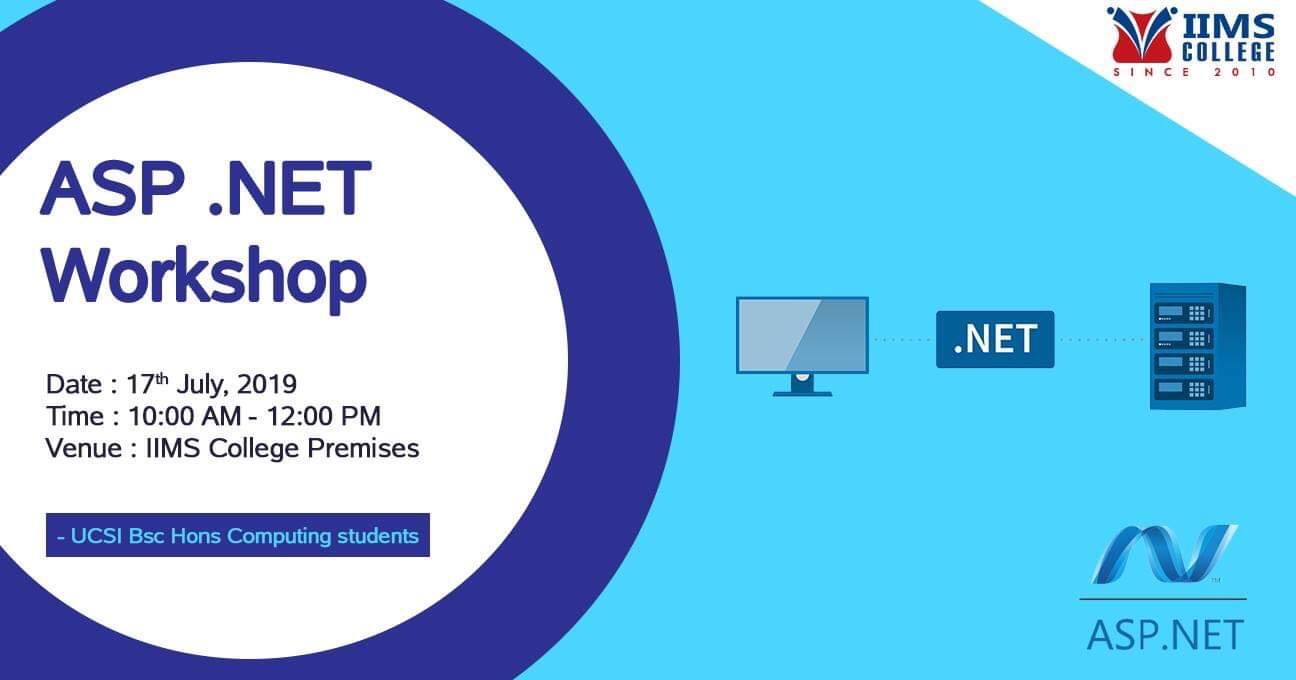 IIMS
COLLEGE
SINCE 2010
ASP .NET
Workshop
Date : 17th July, 2019
Time : 10:00 AM - 12:00 PM
Venue : IIMS College Premises
- UCSI Bsc Hons Computing students
.NET
TM
ASP.NET